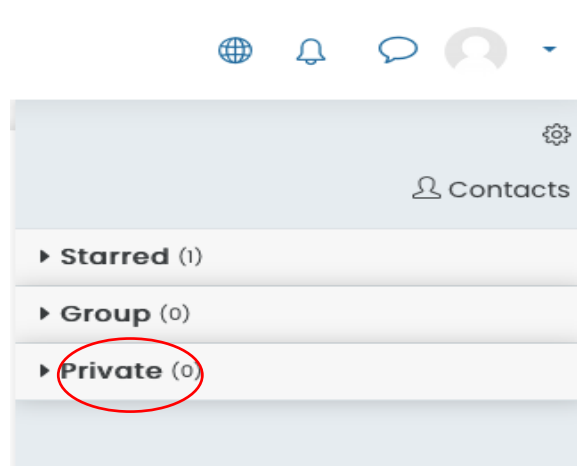 Contacts
Starred (1)
Group (0)
Private (0)